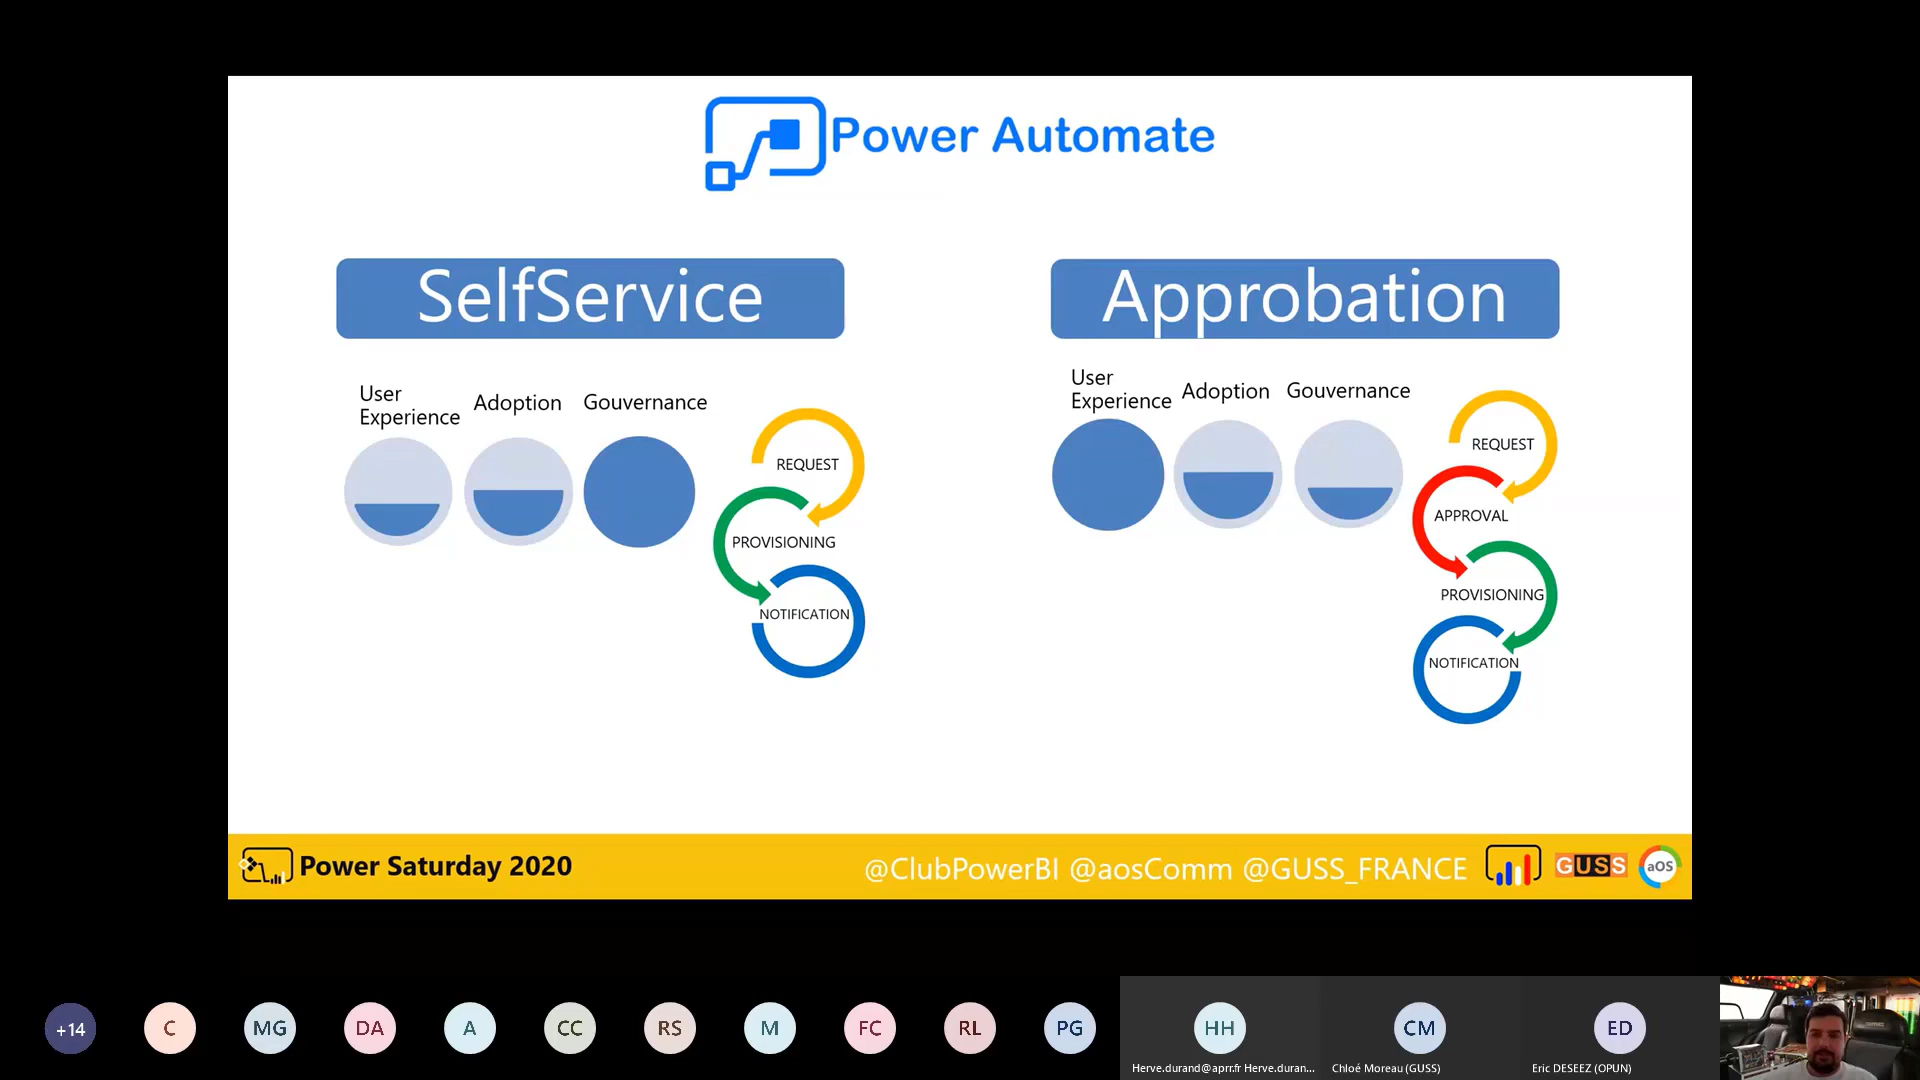 Power Automate
SelfService
Approbation
User
Experience
Adoption
Gouvernance
REQUEST
PROVISIONING
NOTIFICATION
User
Experience
Adoption
Gouvernance
REQUEST
APPROVAL
PROVISIONING
NOTIFICATION
Power Saturday 2020
@ClubPowerBI @aosComm @GUSS_FRANCE
GUSS
aOS
+14
C
MG
DA
A
CC
RS
M
FC
RL
PG
HH
CM
ED
Herve.durand@aprr.fr Herve.duran...
Chloé Moreau (GUSS)
Eric DESEEZ (OPUN)